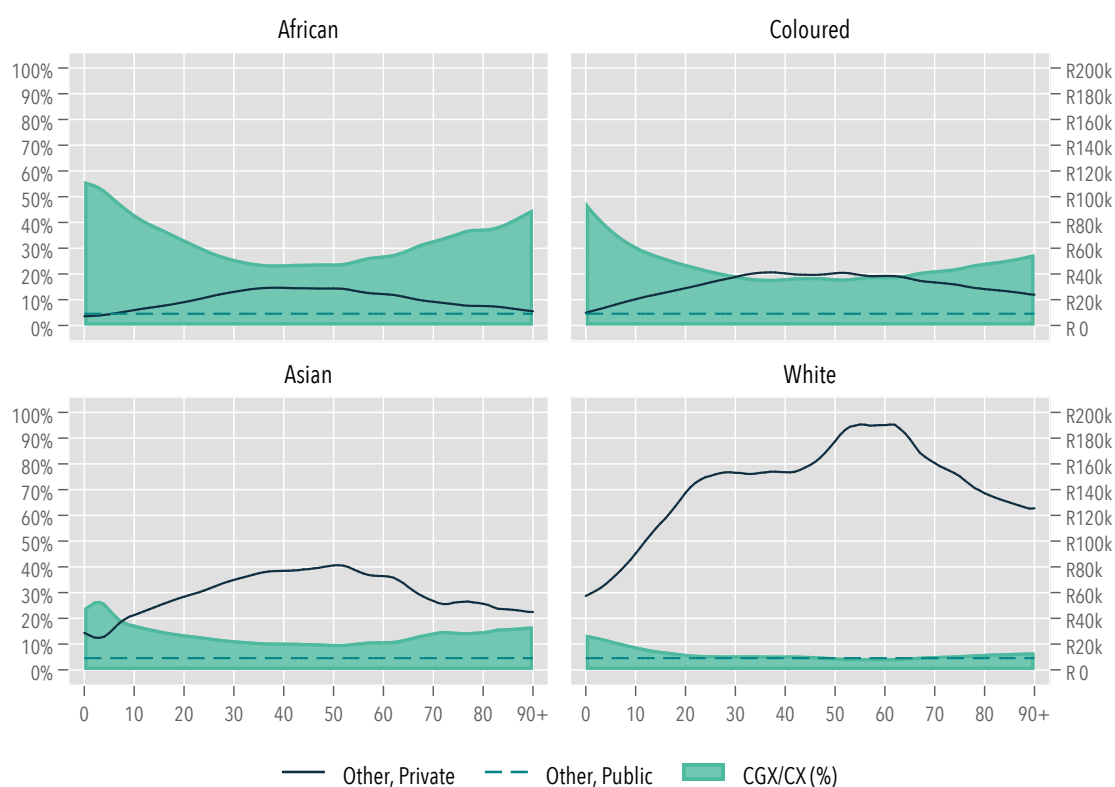 African
Coloured
100%
90%
80%
70%
60%
50%
40%
30%
20%
10%
0%
R200k
R180k
R160k
R140k
R120k
R100k
R80k
R60k
R40k
R20k
R 0
Asian
White
100%
90%
80%
70%
60%
50%
40%
30%
20%
10%
0%
R200k
R180k
R160k
R140k
R120k
R100k
R80k
R60k
R40k
R20k
R 0
0 10 20 30 40 50 60 70 80 90+
0 10 20 30 40 50 60 70 80 90+
Other, Private Other, Public CGX/CX (%)